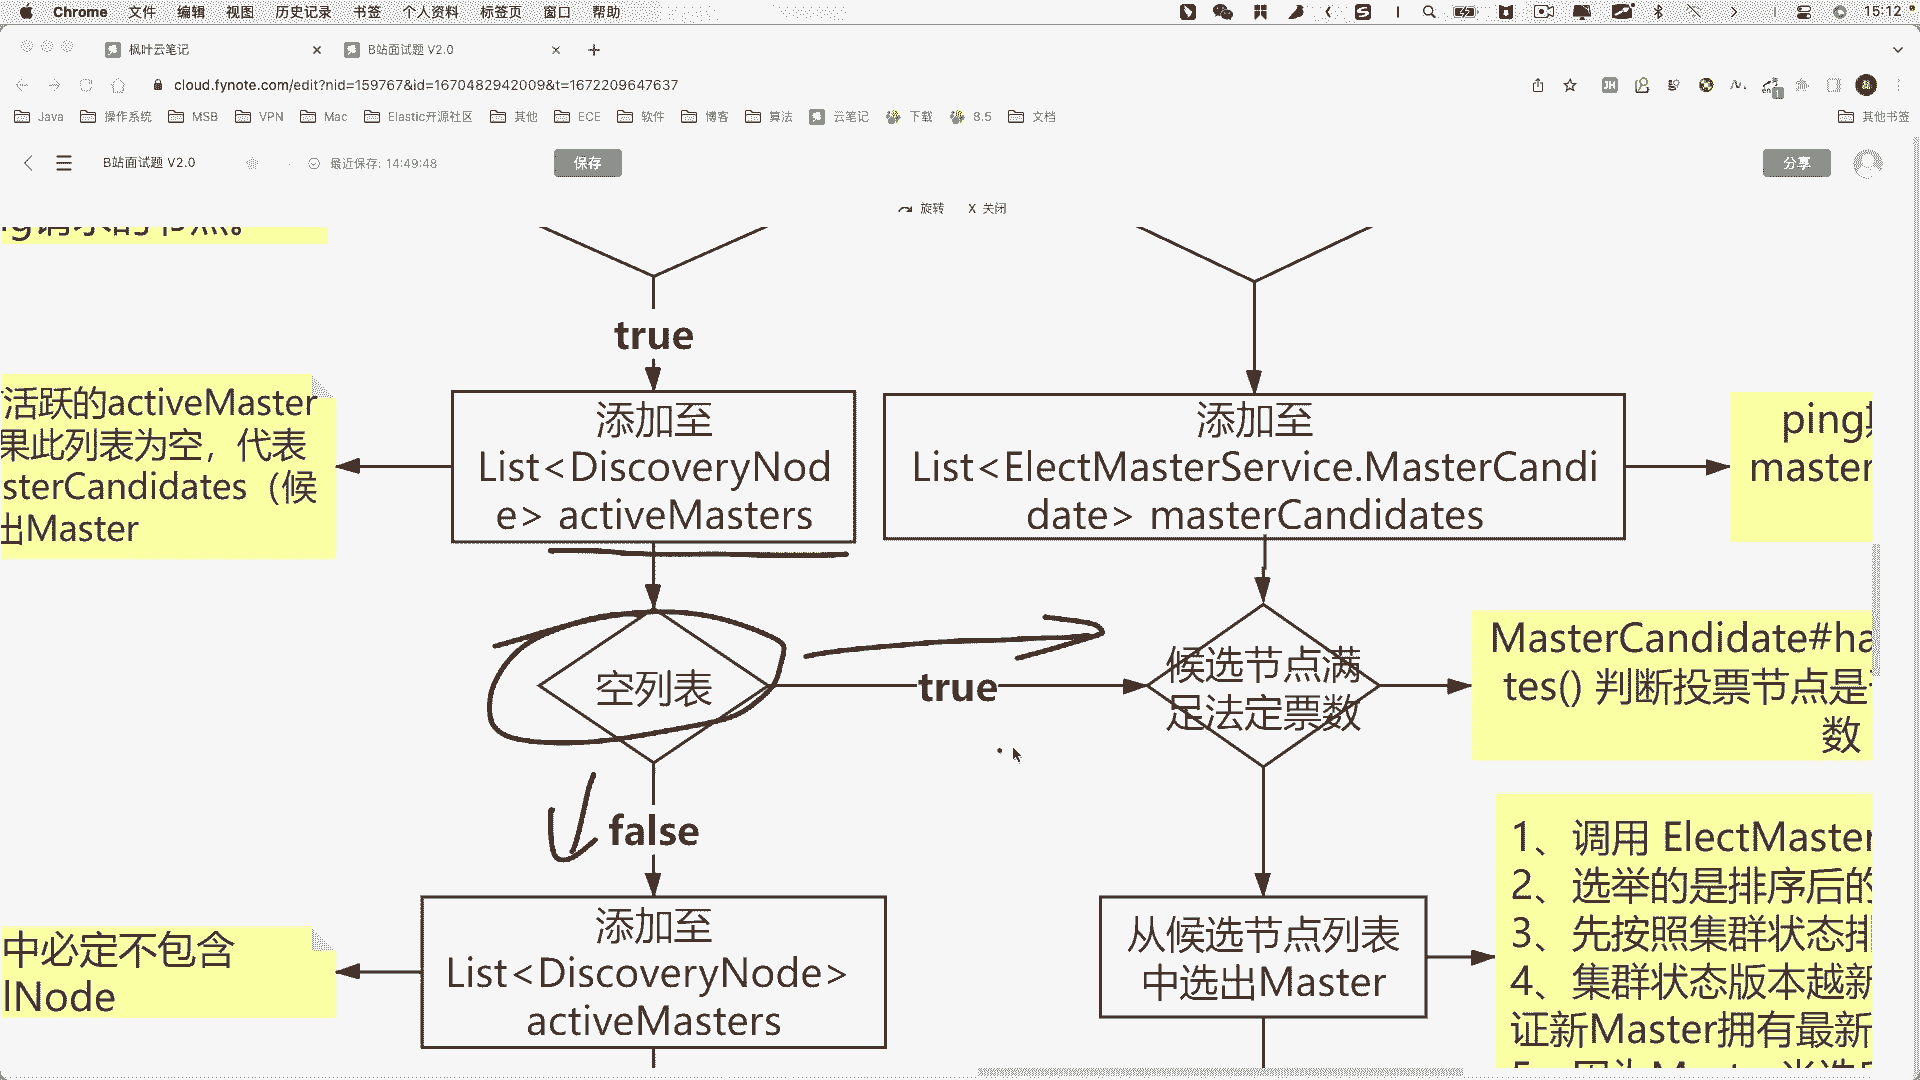 Chrome 文件 编辑 视图 历史记录 书签 个人资料 标签页 窗口 帮助 15:12
枫叶云笔记 B站面试题 V2.0
cloud.fynote.com/edit?nid=159767&id=1670482942009&t=1672209647637
Java 操作系统 MSB VPN Mac Elastic开源社区 其他 ECE 软件 博客 算法 云笔记 下载 8.5 文档 其他书签
B站面试题 V2.0 最近保存: 14:49:48 保存 分享
旋转 X 关闭
true
活跃的activeMaster
果此列表为空，代表
sterCandidates（候
出Master
添加至
List<DiscoveryNod
e> activeMasters
添加至
List<ElectMasterService.MasterCandi
date> masterCandidates
ping
master
空列表
true
候选节点满
足法定票数
MasterCandidate#ha
tes() 判断投票节点是
数
false
添加至
List<DiscoveryNode>
activeMasters
中必定不包含
lNode
从候选节点列表
中选出Master
1、调用 ElectMaster
2、选举的是排序后的
3、先按照集群状态排
4、集群状态版本越新
证新Master拥有最新